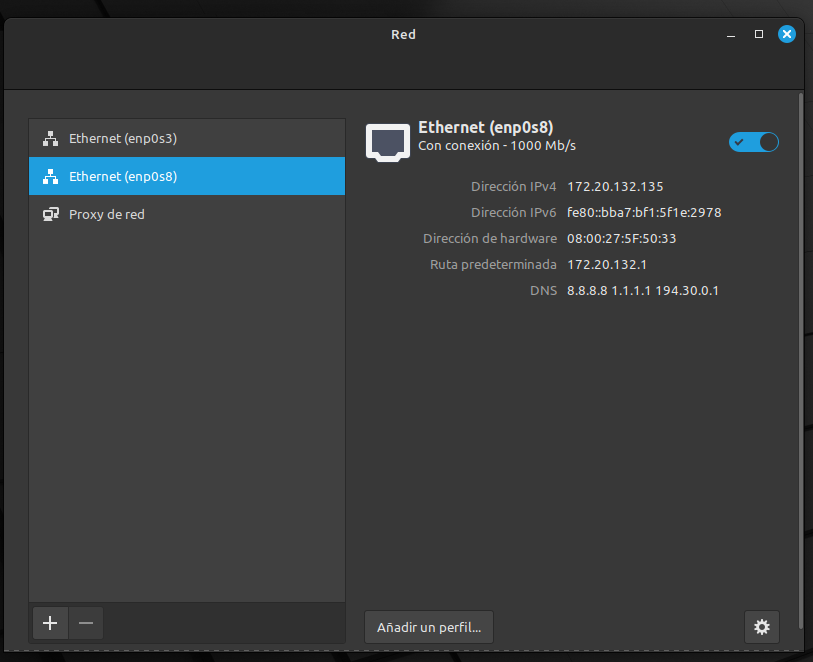 Red
Ethernet (enp0s3)
Ethernet (enp0s8)
Proxy de red
Ethernet (enp0s8)
Con conexión - 1000 Mb/s
Dirección IPv4 172.20.132.135
Dirección IPv6 fe80::bba7:bf1:5f1e:2978
Dirección de hardware 08:00:27:5F:50:33
Ruta predeterminada 172.20.132.1
DNS 8.8.8.8 1.1.1.1 194.30.0.1
Añadir un perfil...